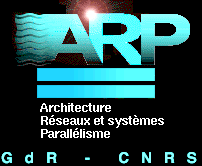 ARP
Architecture
Réseaux et systèmes
Parallélisme
GdR - CNRS